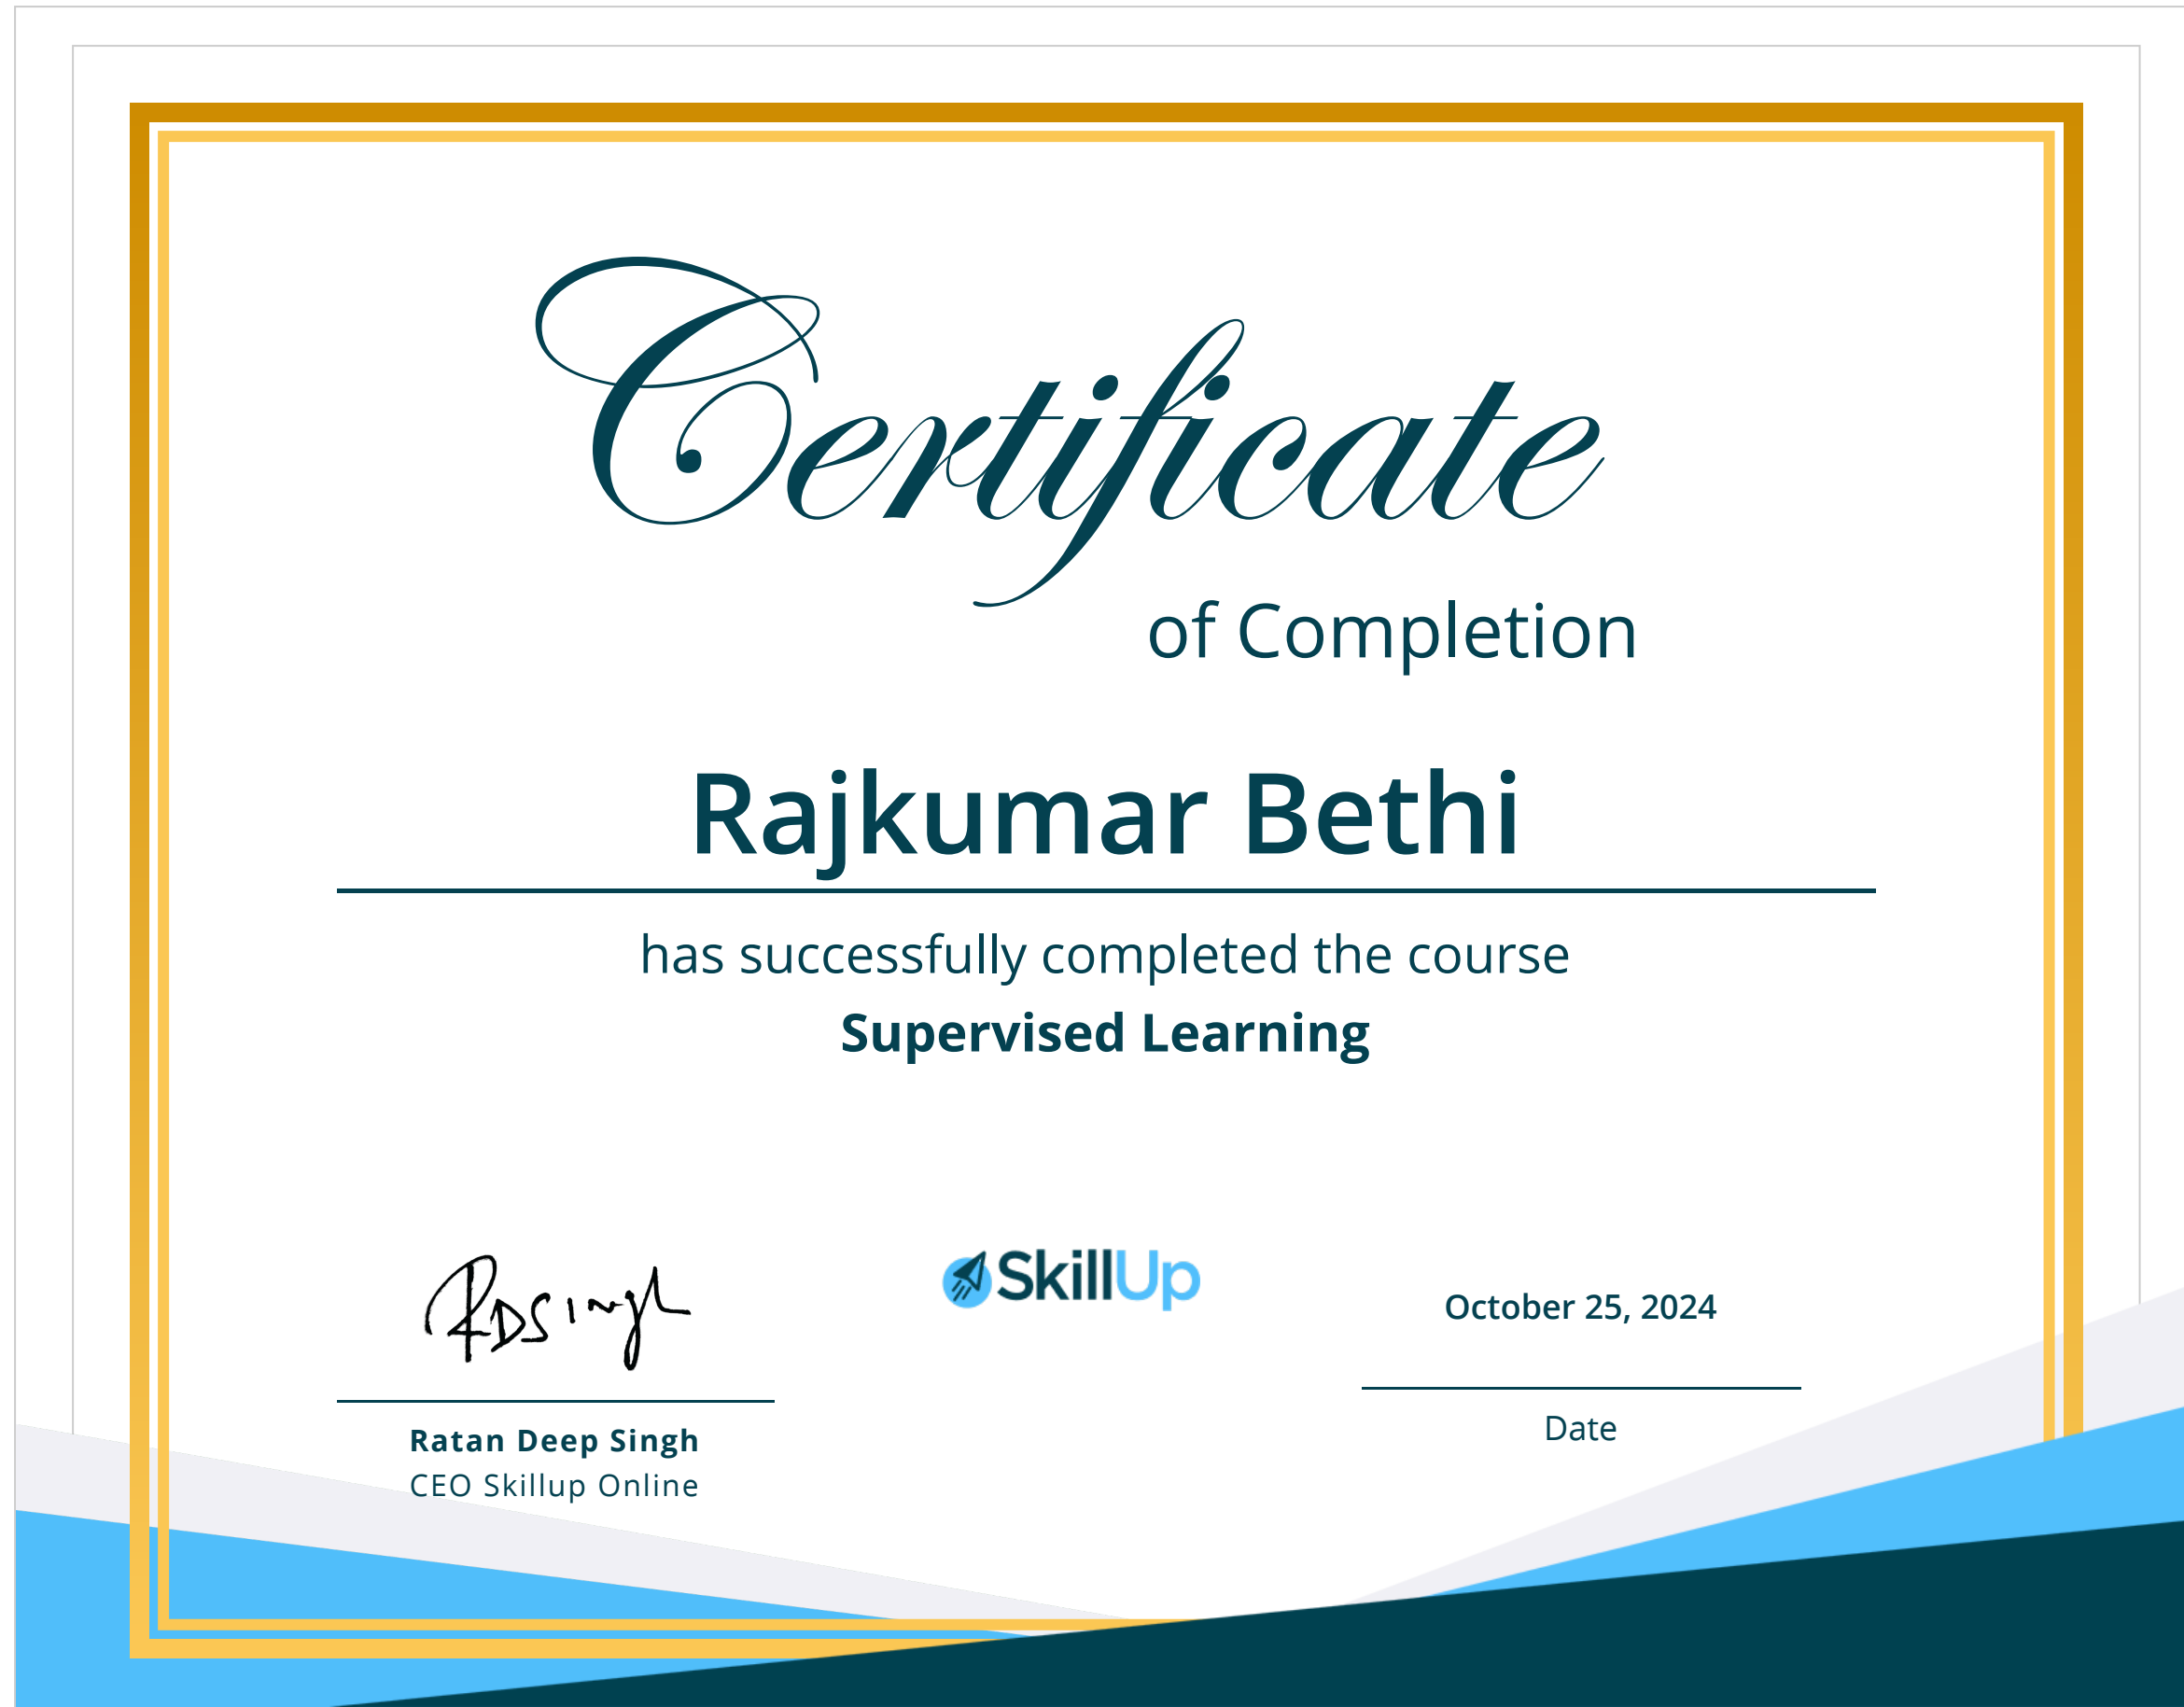 Certificate
of Completion
Rajkumar Bethi
has successfully completed the course
Supervised Learning
RDSingh
SkillUp
October 25, 2024
Ratan Deep Singh
CEO Skillup Online
Date